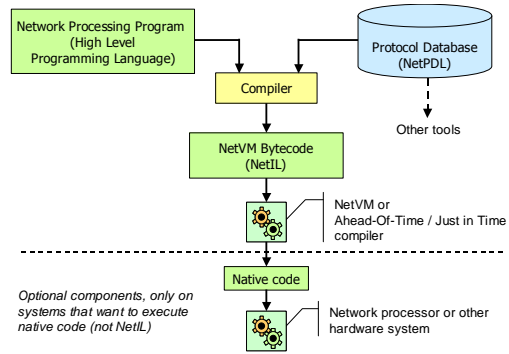 Network Processing Program
(High Level
Programming Language)
Protocol Database
(NetPDL)
Compiler
Other tools
NetVM Bytecode
(NetIL)
NetVM or
Ahead-Of-Time / Just in Time
compiler
Native code
Optional components, only on
systems that want to execute
native code (not NetIL)
Network processor or other
hardware system